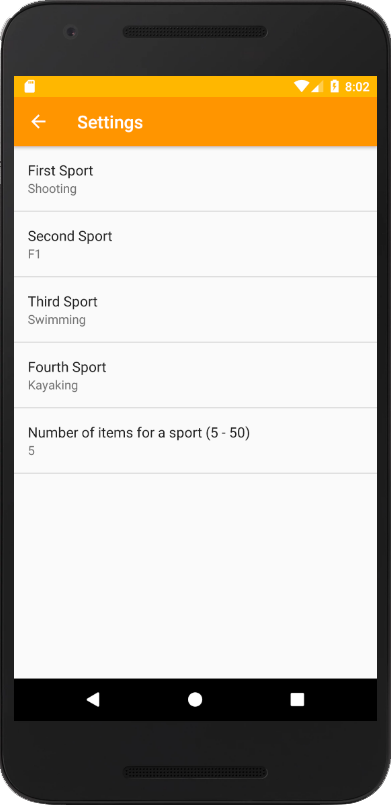 8:02
Settings
First Sport
Shooting
Second Sport
F1
Third Sport
Swimming
Fourth Sport
Kayaking
Number of items for a sport (5 - 50)
5